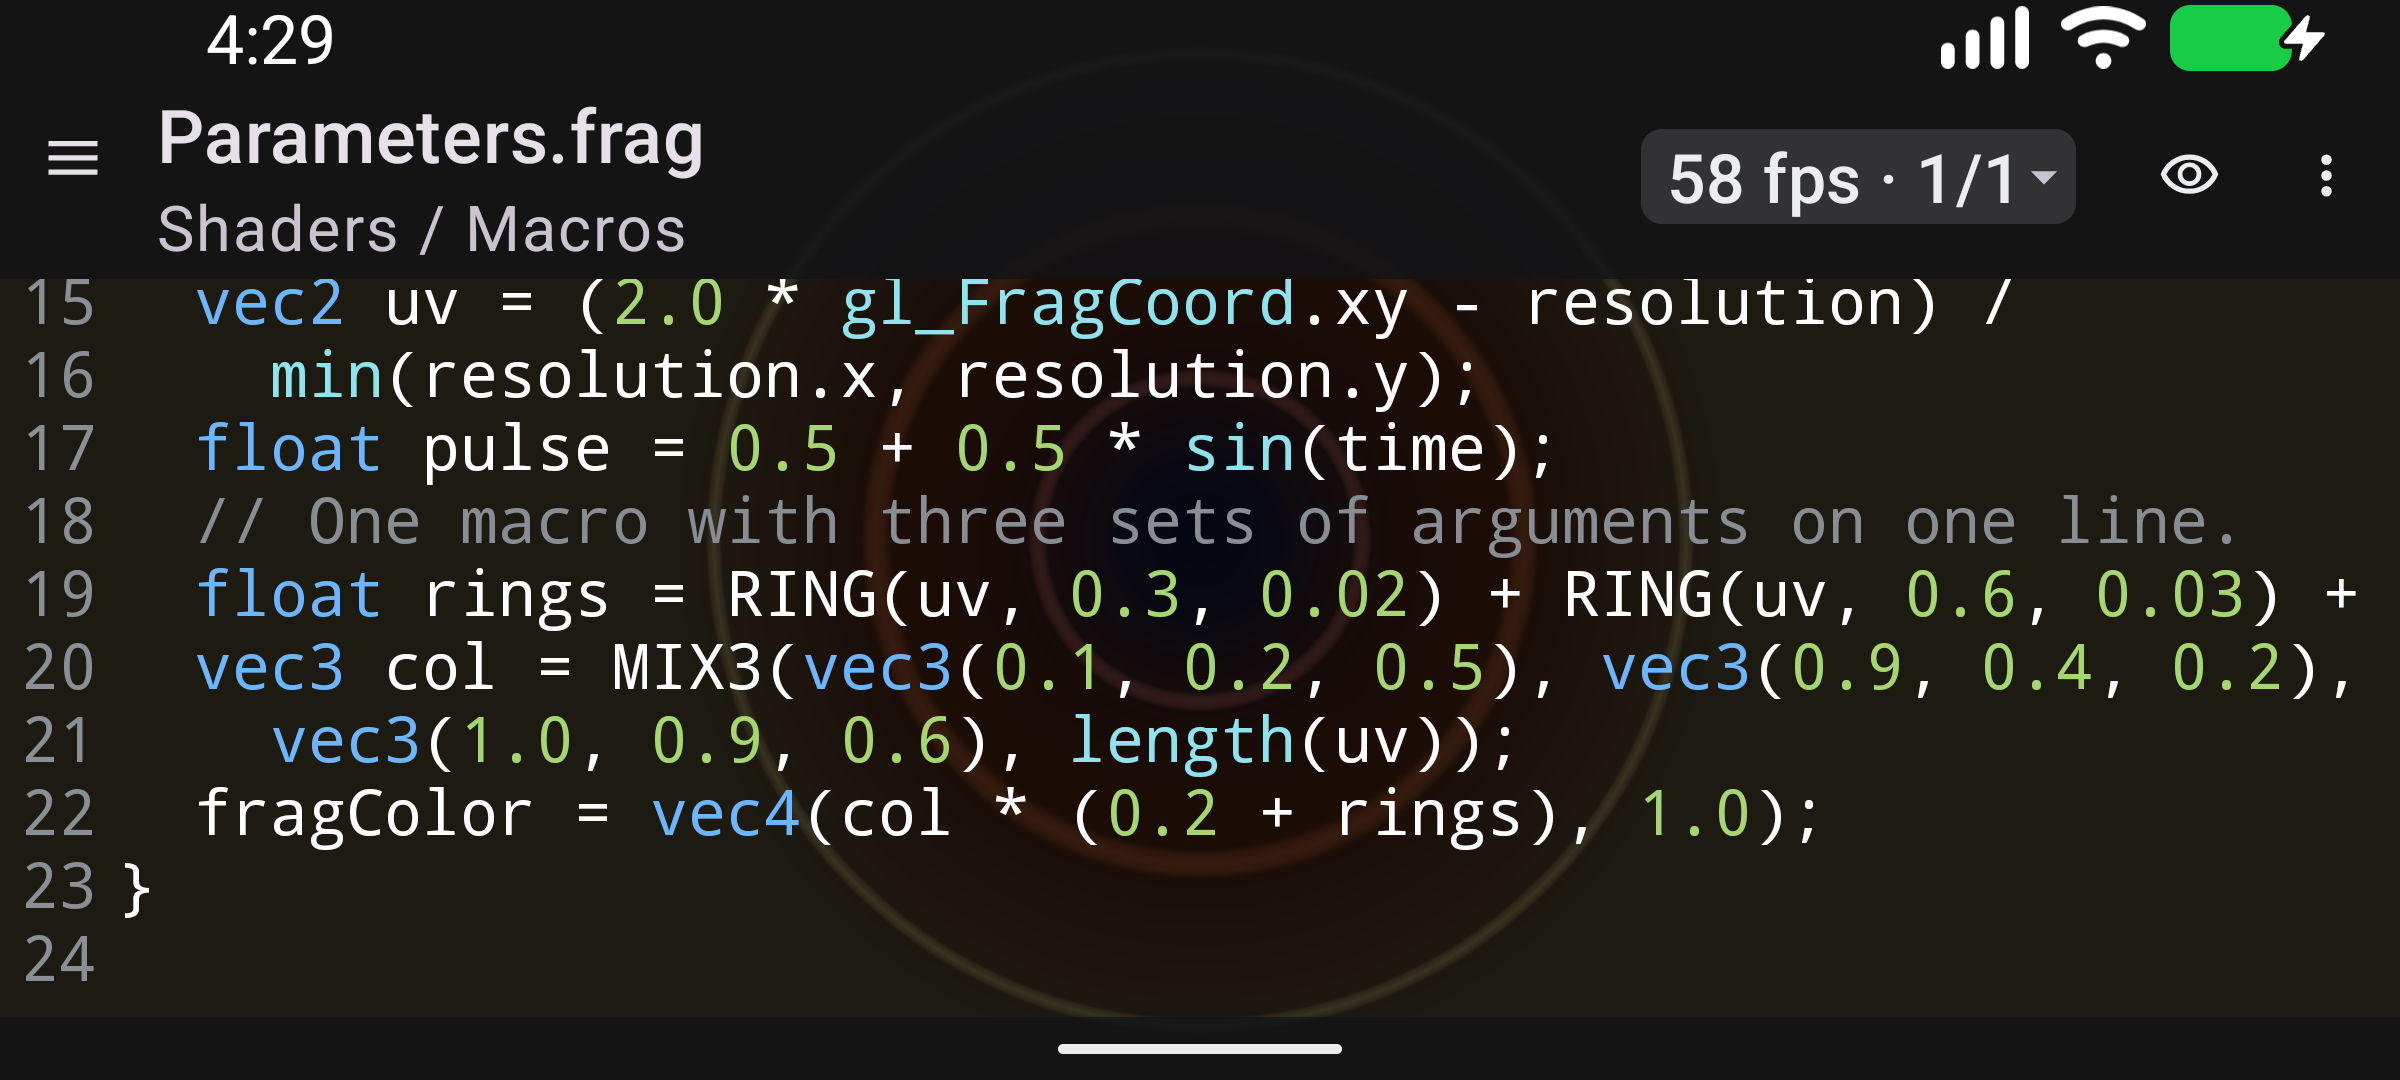 4:29
Parameters.frag
Shaders / Macros
58 fps · 1/1
15 vec2 uv = (2.0 * gl_FragCoord.xy - resolution) /
16 min(resolution.x, resolution.y);
17 float pulse = 0.5 + 0.5 * sin(time);
18 // One macro with three sets of arguments on one line.
19 float rings = RING(uv, 0.3, 0.02) + RING(uv, 0.6, 0.03) +
20 vec3 col = MIX3(vec3(0.1, 0.2, 0.5), vec3(0.9, 0.4, 0.2),
21 vec3(1.0, 0.9, 0.6), length(uv));
22 fragColor = vec4(col * (0.2 + rings), 1.0);
23 }
24